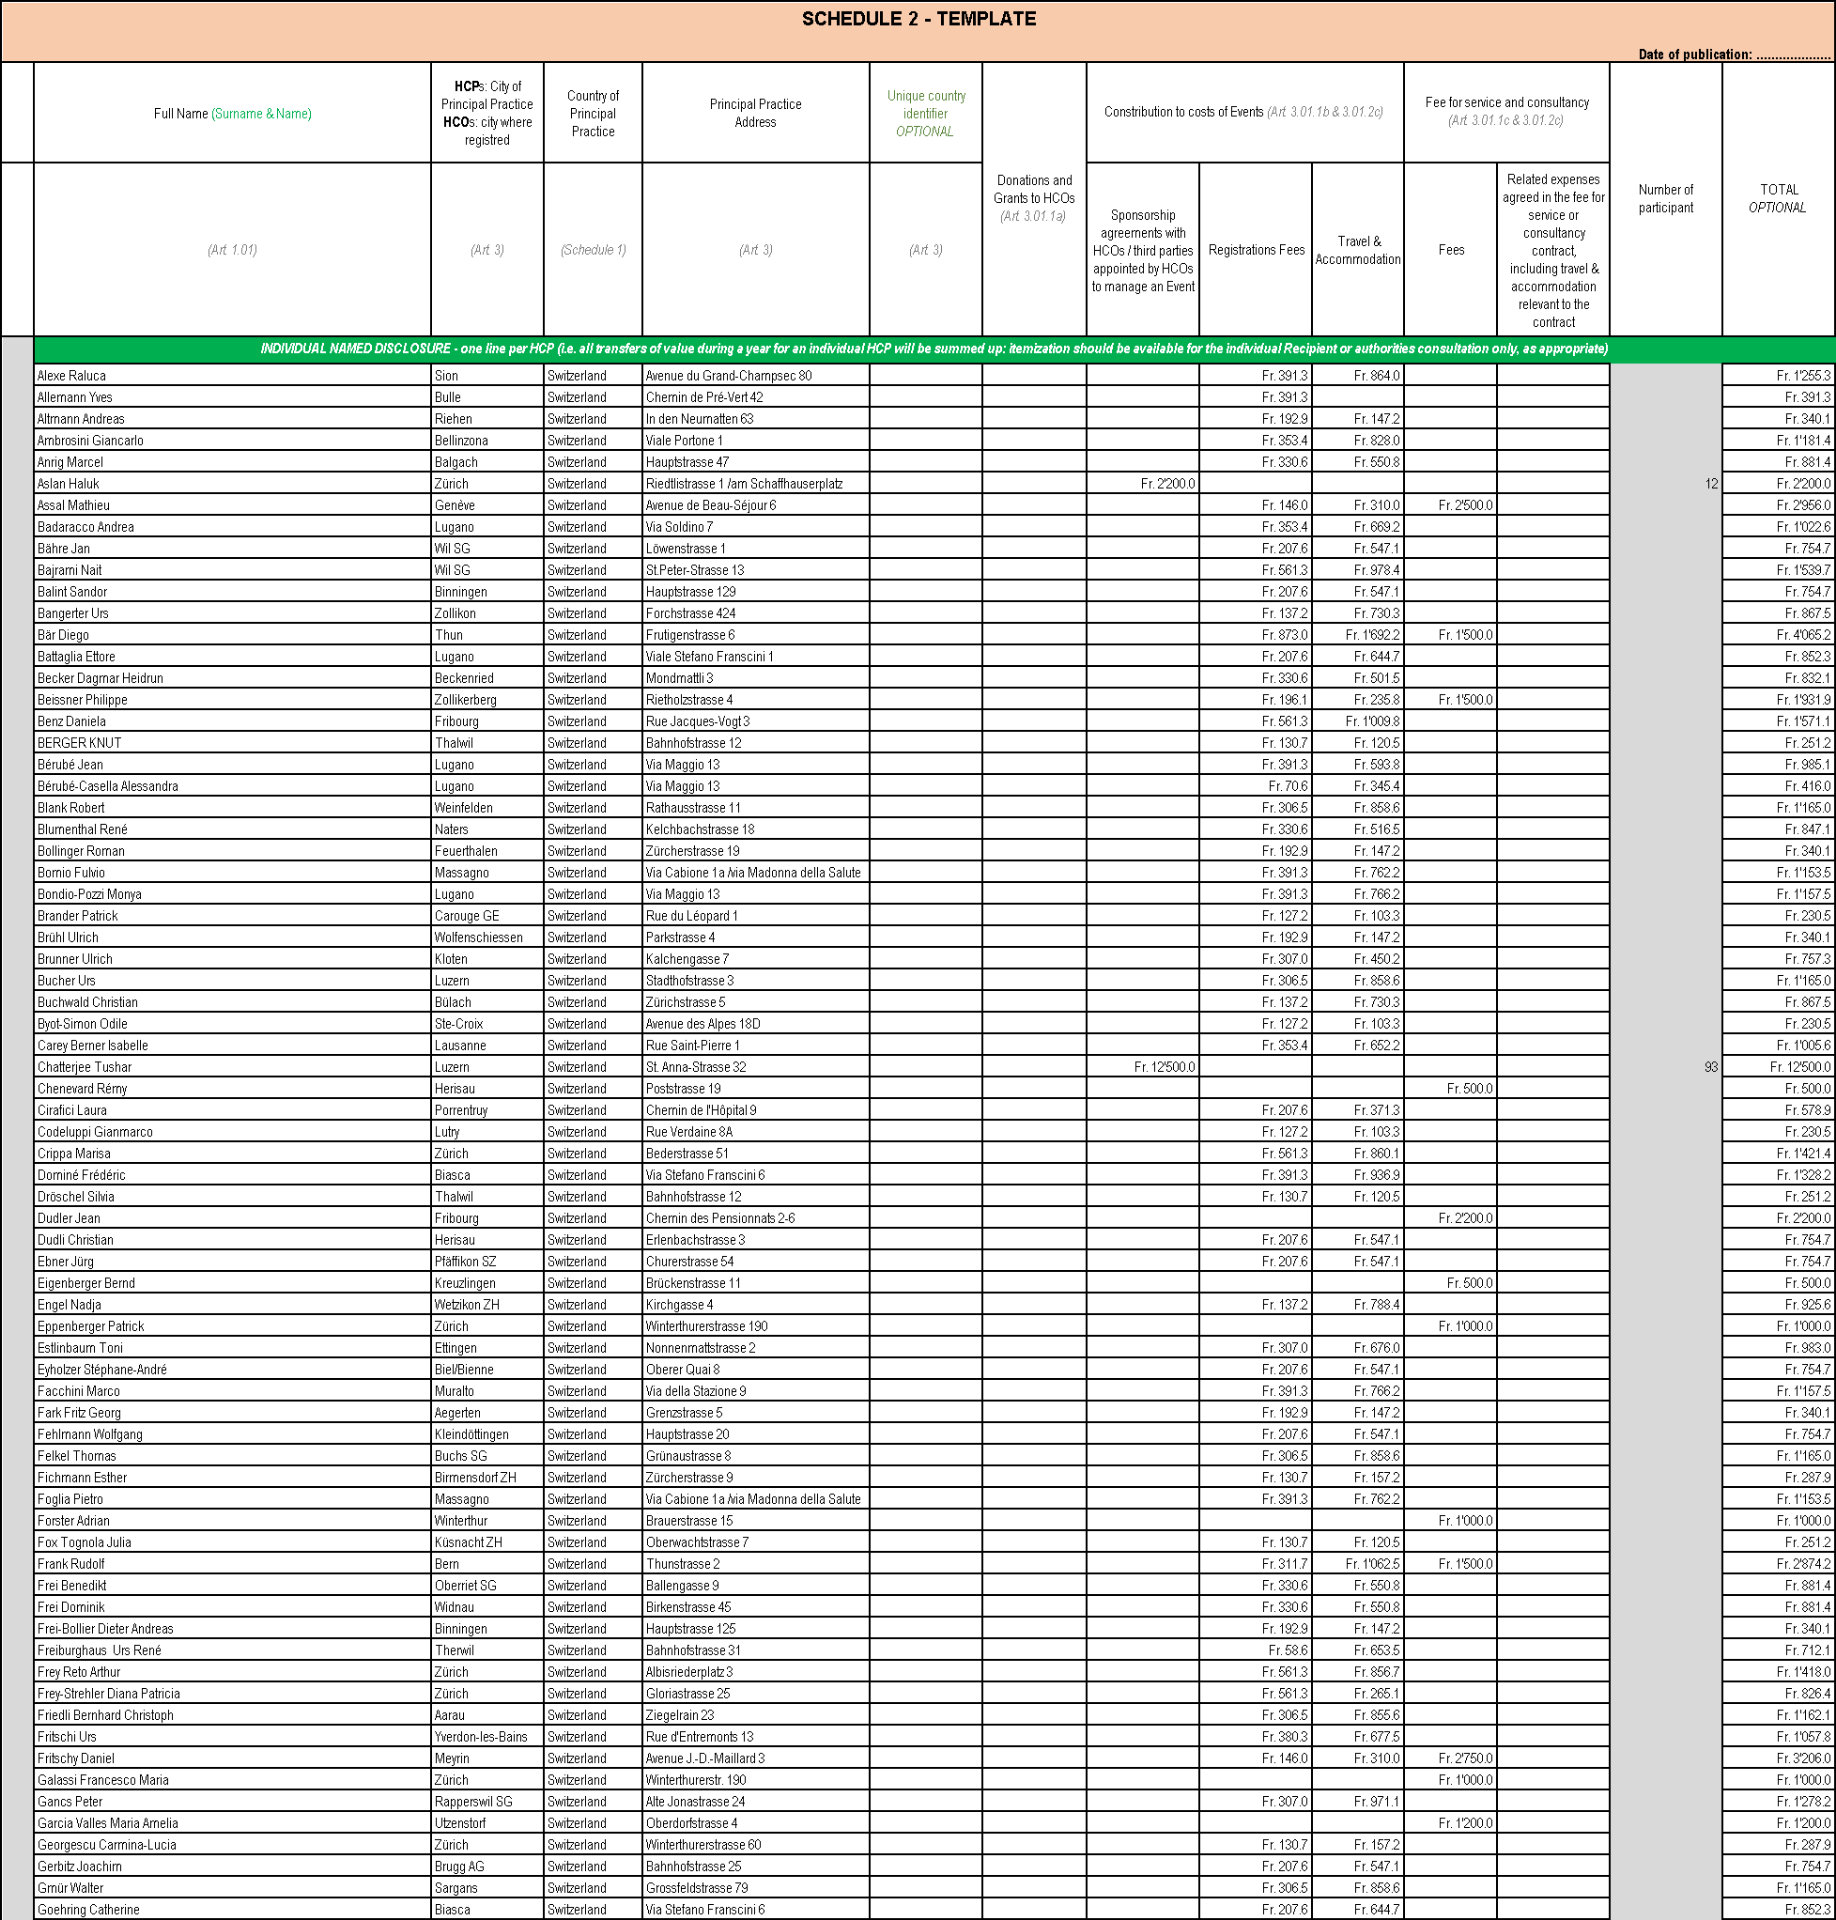 SCHEDULE 2 - TEMPLATE
Date of publication: ....................
Full Name (Surname & Name)
HCPs: City of Principal Practice HCOs: city where registred
Country of Principal Practice
Principal Practice Address
Unique country identifier OPTIONAL
Donations and Grants to HCOs (Art. 3.01.1a)
Constribution to costs of Events (Art. 3.01.1b & 3.01.2c)
Fee for service and consultancy (Art. 3.01.1c & 3.01.2c)
Number of participant
TOTAL OPTIONAL
(Art. 1.01)
(Art. 3)
(Schedule 1)
(Art. 3)
(Art. 3)
Sponsorship agreements with HCOs / third parties appointed by HCOs to manage an Event
Registrations Fees
Travel & Accommodation
Fees
Related expenses agreed in the fee for service or consultancy contract, including travel & accommodation relevant to the contract
INDIVIDUAL NAMED DISCLOSURE - one line per HCP (i.e. all transfers of value during a year for an individual HCP will be summed up: itemization should be available for the individual Recipient or authorities consultation only, as appropriate)
Alexe Raluca Sion Switzerland Avenue du Grand-Champsec 80 Fr. 391.3 Fr. 864.0 Fr. 1'255.3
Allemann Yves Bulle Switzerland Chemin de Pré-Vert 42 Fr. 391.3 Fr. 391.3
Altmann Andreas Riehen Switzerland In den Neumatten 63 Fr. 192.9 Fr. 147.2 Fr. 340.1
Ambrosini Giancarlo Bellinzona Switzerland Viale Portone 1 Fr. 353.4 Fr. 828.0 Fr. 1'181.4
Anrig Marcel Balgach Switzerland Hauptstrasse 47 Fr. 330.6 Fr. 550.8 Fr. 881.4
Aslan Haluk Zürich Switzerland Riedtlistrasse 1 /am Schaffhauserplatz Fr. 2'200.0 12 Fr. 2'200.0
Assal Mathieu Genève Switzerland Avenue de Beau-Séjour 6 Fr. 146.0 Fr. 310.0 Fr. 2'500.0 Fr. 2'956.0
Badaracco Andrea Lugano Switzerland Via Soldino 7 Fr. 353.4 Fr. 669.2 Fr. 1'022.6
Bähre Jan Wil SG Switzerland Löwenstrasse 1 Fr. 207.6 Fr. 547.1 Fr. 754.7
Bajrami Nait Wil SG Switzerland St.Peter-Strasse 13 Fr. 561.3 Fr. 978.4 Fr. 1'539.7
Balint Sandor Binningen Switzerland Hauptstrasse 129 Fr. 207.6 Fr. 547.1 Fr. 754.7
Bangerter Urs Zollikon Switzerland Forchstrasse 424 Fr. 137.2 Fr. 730.3 Fr. 867.5
Bär Diego Thun Switzerland Frutigenstrasse 6 Fr. 873.0 Fr. 1'692.2 Fr. 1'500.0 Fr. 4'065.2
Battaglia Ettore Lugano Switzerland Viale Stefano Franscini 1 Fr. 207.6 Fr. 644.7 Fr. 852.3
Becker Dagmar Heidrun Beckenried Switzerland Mondmattli 3 Fr. 330.6 Fr. 501.5 Fr. 832.1
Beissner Philippe Zollikerberg Switzerland Rietholzstrasse 4 Fr. 196.1 Fr. 235.8 Fr. 1'500.0 Fr. 1'931.9
Benz Daniela Fribourg Switzerland Rue Jacques-Vogt 3 Fr. 561.3 Fr. 1'009.8 Fr. 1'571.1
BERGER KNUT Thalwil Switzerland Bahnhofstrasse 12 Fr. 130.7 Fr. 120.5 Fr. 251.2
Bérubé Jean Lugano Switzerland Via Maggio 13 Fr. 391.3 Fr. 593.8 Fr. 985.1
Bérubé-Casella Alessandra Lugano Switzerland Via Maggio 13 Fr. 70.6 Fr. 345.4 Fr. 416.0
Blank Robert Weinfelden Switzerland Rathausstrasse 11 Fr. 306.5 Fr. 858.6 Fr. 1'165.0
Blumenthal René Naters Switzerland Kelchbachstrasse 18 Fr. 330.6 Fr. 516.5 Fr. 847.1
Bollinger Roman Feuerthalen Switzerland Zürcherstrasse 19 Fr. 192.9 Fr. 147.2 Fr. 340.1
Bomio Fulvio Massagno Switzerland Via Cabione 1a /via Madonna della Salute Fr. 391.3 Fr. 762.2 Fr. 1'153.5
Bondio-Pozzi Monya Lugano Switzerland Via Maggio 13 Fr. 391.3 Fr. 766.2 Fr. 1'157.5
Brander Patrick Carouge GE Switzerland Rue du Léopard 1 Fr. 127.2 Fr. 103.3 Fr. 230.5
Brühl Ulrich Wolfenschiessen Switzerland Parkstrasse 4 Fr. 192.9 Fr. 147.2 Fr. 340.1
Brunner Ulrich Kloten Switzerland Kalchengasse 7 Fr. 307.0 Fr. 450.2 Fr. 757.3
Bucher Urs Luzern Switzerland Stadthofstrasse 3 Fr. 306.5 Fr. 858.6 Fr. 1'165.0
Buchwald Christian Bülach Switzerland Zürichstrasse 5 Fr. 137.2 Fr. 730.3 Fr. 867.5
Byot-Simon Odile Ste-Croix Switzerland Avenue des Alpes 18D Fr. 127.2 Fr. 103.3 Fr. 230.5
Carey Berner Isabelle Lausanne Switzerland Rue Saint-Pierre 1 Fr. 353.4 Fr. 652.2 Fr. 1'005.6
Chatterjee Tushar Luzern Switzerland St. Anna-Strasse 32 Fr. 12'500.0 93 Fr. 12'500.0
Chenevard Rémy Herisau Switzerland Poststrasse 19 Fr. 500.0 Fr. 500.0
Cirafici Laura Porrentruy Switzerland Chemin de l'Hôpital 9 Fr. 207.6 Fr. 371.3 Fr. 578.9
Codeluppi Gianmarco Lutry Switzerland Rue Verdaine 8A Fr. 127.2 Fr. 103.3 Fr. 230.5
Crippa Marisa Zürich Switzerland Bederstrasse 51 Fr. 561.3 Fr. 860.1 Fr. 1'421.4
Dominé Frédéric Biasca Switzerland Via Stefano Franscini 6 Fr. 391.3 Fr. 936.9 Fr. 1'328.2
Dröschel Silvia Thalwil Switzerland Bahnhofstrasse 12 Fr. 130.7 Fr. 120.5 Fr. 251.2
Dudler Jean Fribourg Switzerland Chemin des Pensionnats 2-6 Fr. 2'200.0 Fr. 2'200.0
Dudli Christian Herisau Switzerland Erlenbachstrasse 3 Fr. 207.6 Fr. 547.1 Fr. 754.7
Ebner Jürg Pfäffikon SZ Switzerland Churerstrasse 54 Fr. 207.6 Fr. 547.1 Fr. 754.7
Eigenberger Bernd Kreuzlingen Switzerland Brückenstrasse 11 Fr. 500.0 Fr. 500.0
Engel Nadja Wetzikon ZH Switzerland Kirchgasse 4 Fr. 137.2 Fr. 788.4 Fr. 925.6
Eppenberger Patrick Zürich Switzerland Winterthurerstrasse 190 Fr. 1'000.0 Fr. 1'000.0
Estlinbaum Toni Ettingen Switzerland Nonnenmattstrasse 2 Fr. 307.0 Fr. 676.0 Fr. 983.0
Eyholzer Stéphane-André Biel/Bienne Switzerland Oberer Quai 8 Fr. 207.6 Fr. 547.1 Fr. 754.7
Facchini Marco Muralto Switzerland Via della Stazione 9 Fr. 391.3 Fr. 766.2 Fr. 1'157.5
Fark Fritz Georg Aegerten Switzerland Grenzstrasse 5 Fr. 192.9 Fr. 147.2 Fr. 340.1
Fehlmann Wolfgang Kleindöttingen Switzerland Hauptstrasse 20 Fr. 207.6 Fr. 547.1 Fr. 754.7
Felkel Thomas Buchs SG Switzerland Grünaustrasse 8 Fr. 306.5 Fr. 858.6 Fr. 1'165.0
Fichmann Esther Birmensdorf ZH Switzerland Zürcherstrasse 9 Fr. 130.7 Fr. 157.2 Fr. 287.9
Foglia Pietro Massagno Switzerland Via Cabione 1a /via Madonna della Salute Fr. 391.3 Fr. 762.2 Fr. 1'153.5
Forster Adrian Winterthur Switzerland Brauerstrasse 15 Fr. 1'000.0 Fr. 1'000.0
Fox Tognola Julia Küsnacht ZH Switzerland Oberwachtstrasse 7 Fr. 130.7 Fr. 120.5 Fr. 251.2
Frank Rudolf Bern Switzerland Thunstrasse 2 Fr. 311.7 Fr. 1'062.5 Fr. 1'500.0 Fr. 2'874.2
Frei Benedikt Oberriet SG Switzerland Ballengasse 9 Fr. 330.6 Fr. 550.8 Fr. 881.4
Frei Dominik Widnau Switzerland Birkenstrasse 45 Fr. 330.6 Fr. 550.8 Fr. 881.4
Frei-Bollier Dieter Andreas Binningen Switzerland Hauptstrasse 125 Fr. 192.9 Fr. 147.2 Fr. 340.1
Freiburghaus Urs René Therwil Switzerland Bahnhofstrasse 31 Fr. 58.6 Fr. 653.5 Fr. 712.1
Frey Reto Arthur Zürich Switzerland Albisriederplatz 3 Fr. 561.3 Fr. 856.7 Fr. 1'418.0
Frey-Strehler Diana Patricia Zürich Switzerland Gloriastrasse 25 Fr. 561.3 Fr. 265.1 Fr. 826.4
Friedli Bernhard Christoph Aarau Switzerland Ziegelrain 23 Fr. 306.5 Fr. 855.6 Fr. 1'162.1
Fritschi Urs Yverdon-les-Bains Switzerland Rue d'Entremonts 13 Fr. 380.3 Fr. 677.5 Fr. 1'057.8
Fritschy Daniel Meyrin Switzerland Avenue J.-D.-Maillard 3 Fr. 146.0 Fr. 310.0 Fr. 2'750.0 Fr. 3'206.0
Galassi Francesco Maria Zürich Switzerland Winterthurerstr. 190 Fr. 1'000.0 Fr. 1'000.0
Gancs Peter Rapperswil SG Switzerland Alte Jonastrasse 24 Fr. 307.0 Fr. 971.1 Fr. 1'278.2
Garcia Valles Maria Amelia Utzenstorf Switzerland Oberdorfstrasse 4 Fr. 1'200.0 Fr. 1'200.0
Georgescu Carmina-Lucia Zürich Switzerland Winterthurerstrasse 60 Fr. 130.7 Fr. 157.2 Fr. 287.9
Gerbitz Joachim Brugg AG Switzerland Bahnhofstrasse 25 Fr. 207.6 Fr. 547.1 Fr. 754.7
Gmür Walter Sargans Switzerland Grossfeldstrasse 79 Fr. 306.5 Fr. 858.6 Fr. 1'165.0
Goehring Catherine Biasca Switzerland Via Stefano Franscini 6 Fr. 207.6 Fr. 644.7 Fr. 852.3